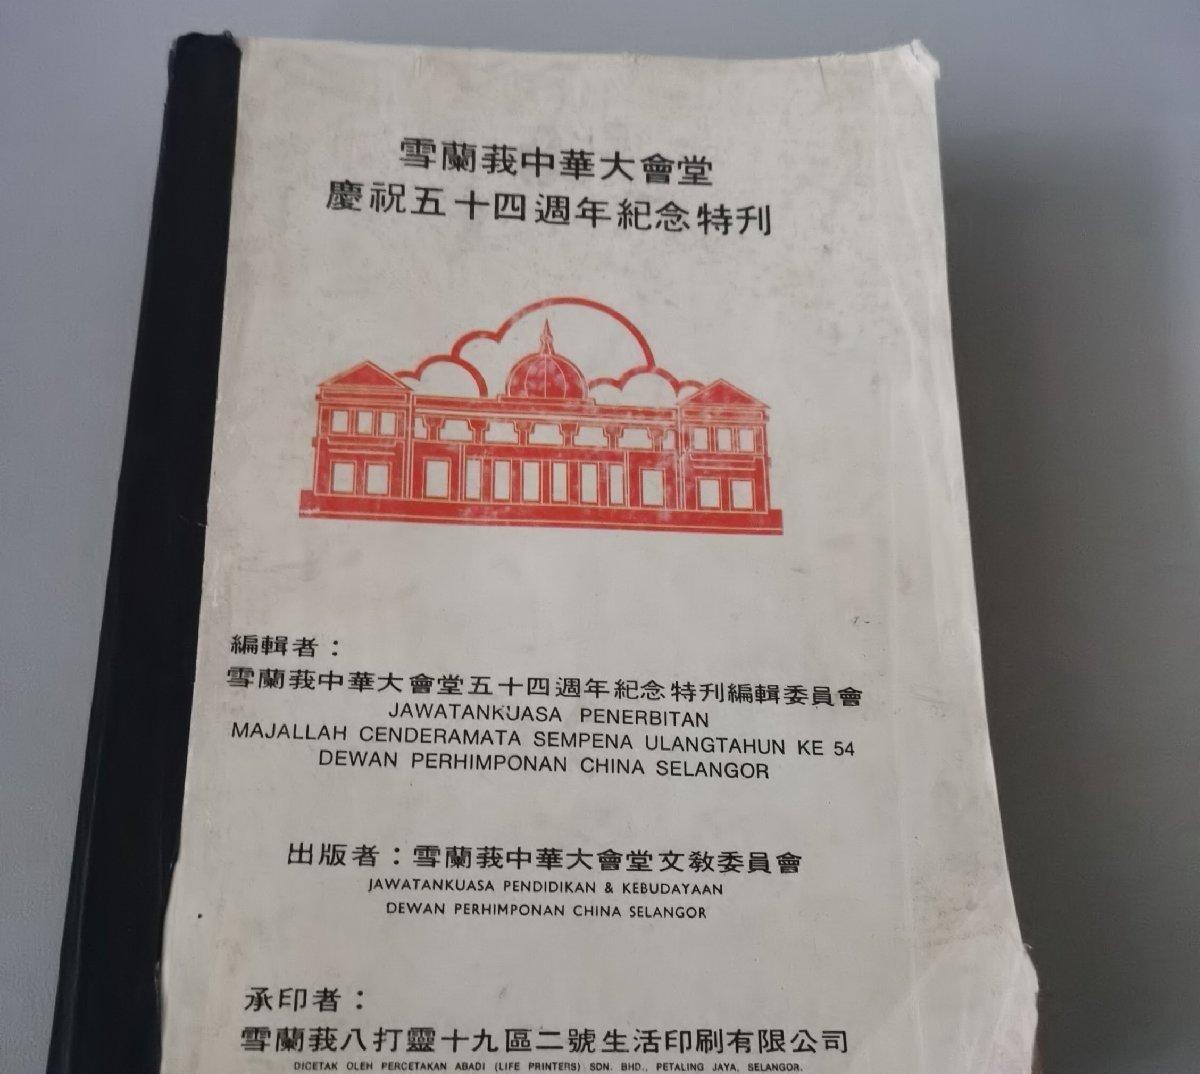 雪蘭莪中華大會堂
慶祝五十四週年紀念特刊
編輯者：
雪蘭莪中華大會堂五十四週年紀念特刊編輯委員會
JAWATANKUASA PENERBITAN
MAJALLAH CENDERAMATA SEMPENA ULANGTAHUN KE 54
DEWAN PERHIMPONAN CHINA SELANGOR
出版者：雪蘭莪中華大會堂文教委員會
JAWATANKUASA PENDIDIKAN & KEBUDAYAAN
DEWAN PERHIMPONAN CHINA SELANGOR
承印者：
雪蘭莪八打靈十九區二號生活印刷有限公司
DICETAK OLEH PERCETAKAN ABADI (LIFE PRINTERS) SDN. BHD., PETALING JAYA, SELANGOR.